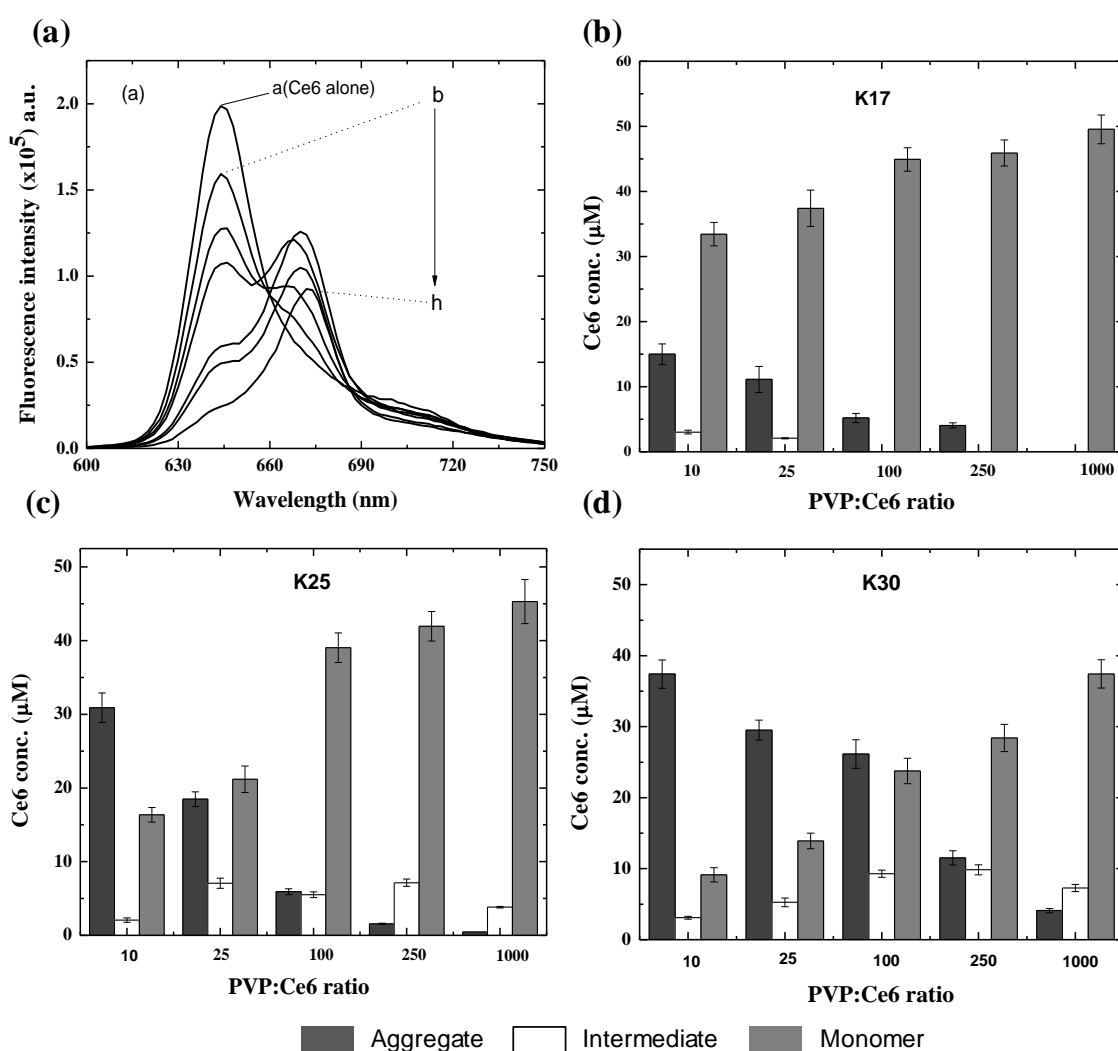 (a)
(a)
a(Ce6 alone)
b
h
2.0
1.5
1.0
0.5
0.0
Fluorescence intensity (x10⁵) a.u.
600 630 660 690 720 750
Wavelength (nm)
(b)
K17
60
50
40
30
20
10
0
Ce6 conc. (μM)
10 25 100 250 1000
PVP:Ce6 ratio
(c)
K25
50
40
30
20
10
0
Ce6 conc. (μM)
10 25 100 250 1000
PVP:Ce6 ratio
(d)
K30
50
40
30
20
10
0
Ce6 conc. (μM)
10 25 100 250 1000
PVP:Ce6 ratio
Aggregate Intermediate Monomer